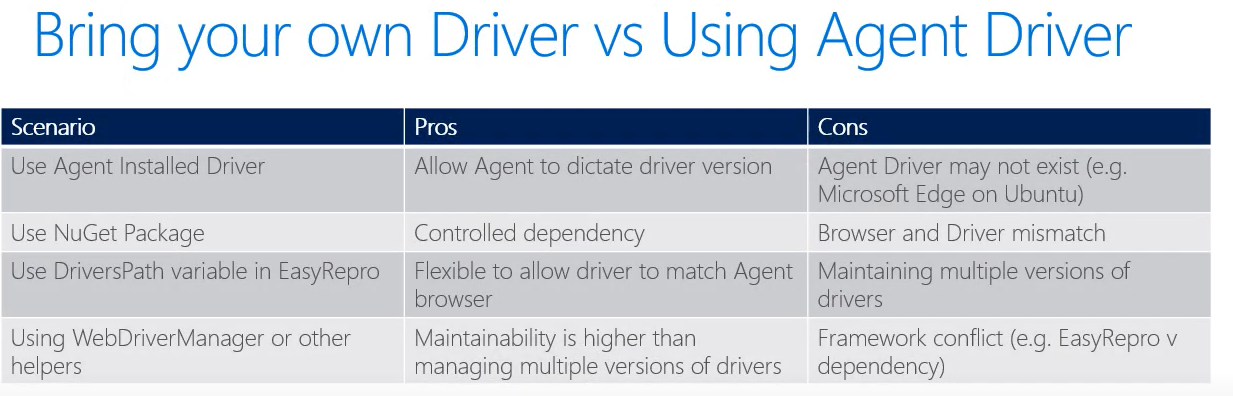 Bring your own Driver vs Using Agent Driver
Scenario
Pros
Cons
Use Agent Installed Driver
Allow Agent to dictate driver version
Agent Driver may not exist (e.g.
Microsoft Edge on Ubuntu)
Use NuGet Package
Controlled dependency
Browser and Driver mismatch
Use DriversPath variable in EasyRepro
Flexible to allow driver to match Agent
browser
Maintaining multiple versions of
drivers
Using WebDriverManager or other
helpers
Maintainability is higher than
managing multiple versions of drivers
Framework conflict (e.g. EasyRepro v
dependency)